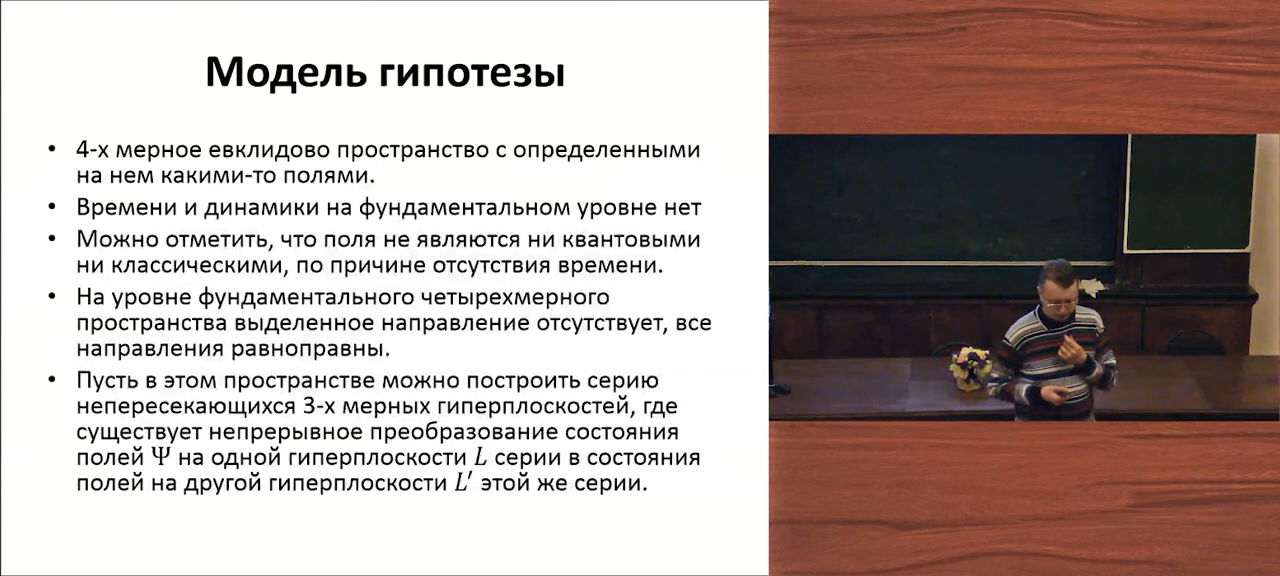 Модель гипотезы
• 4-х мерное евклидово пространство с определенными
на нем какими-то полями.
• Времени и динамики на фундаментальном уровне нет
• Можно отметить, что поля не являются ни квантовыми
ни классическими, по причине отсутствия времени.
• На уровне фундаментального четырехмерного
пространства выделенное направление отсутствует, все
направления равноправны.
• Пусть в этом пространстве можно построить серию
непересекающихся 3-х мерных гиперплоскостей, где
существует непрерывное преобразование состояния
полей Ψ на одной гиперплоскости L серии в состояния
полей на другой гиперплоскости L′ этой же серии.